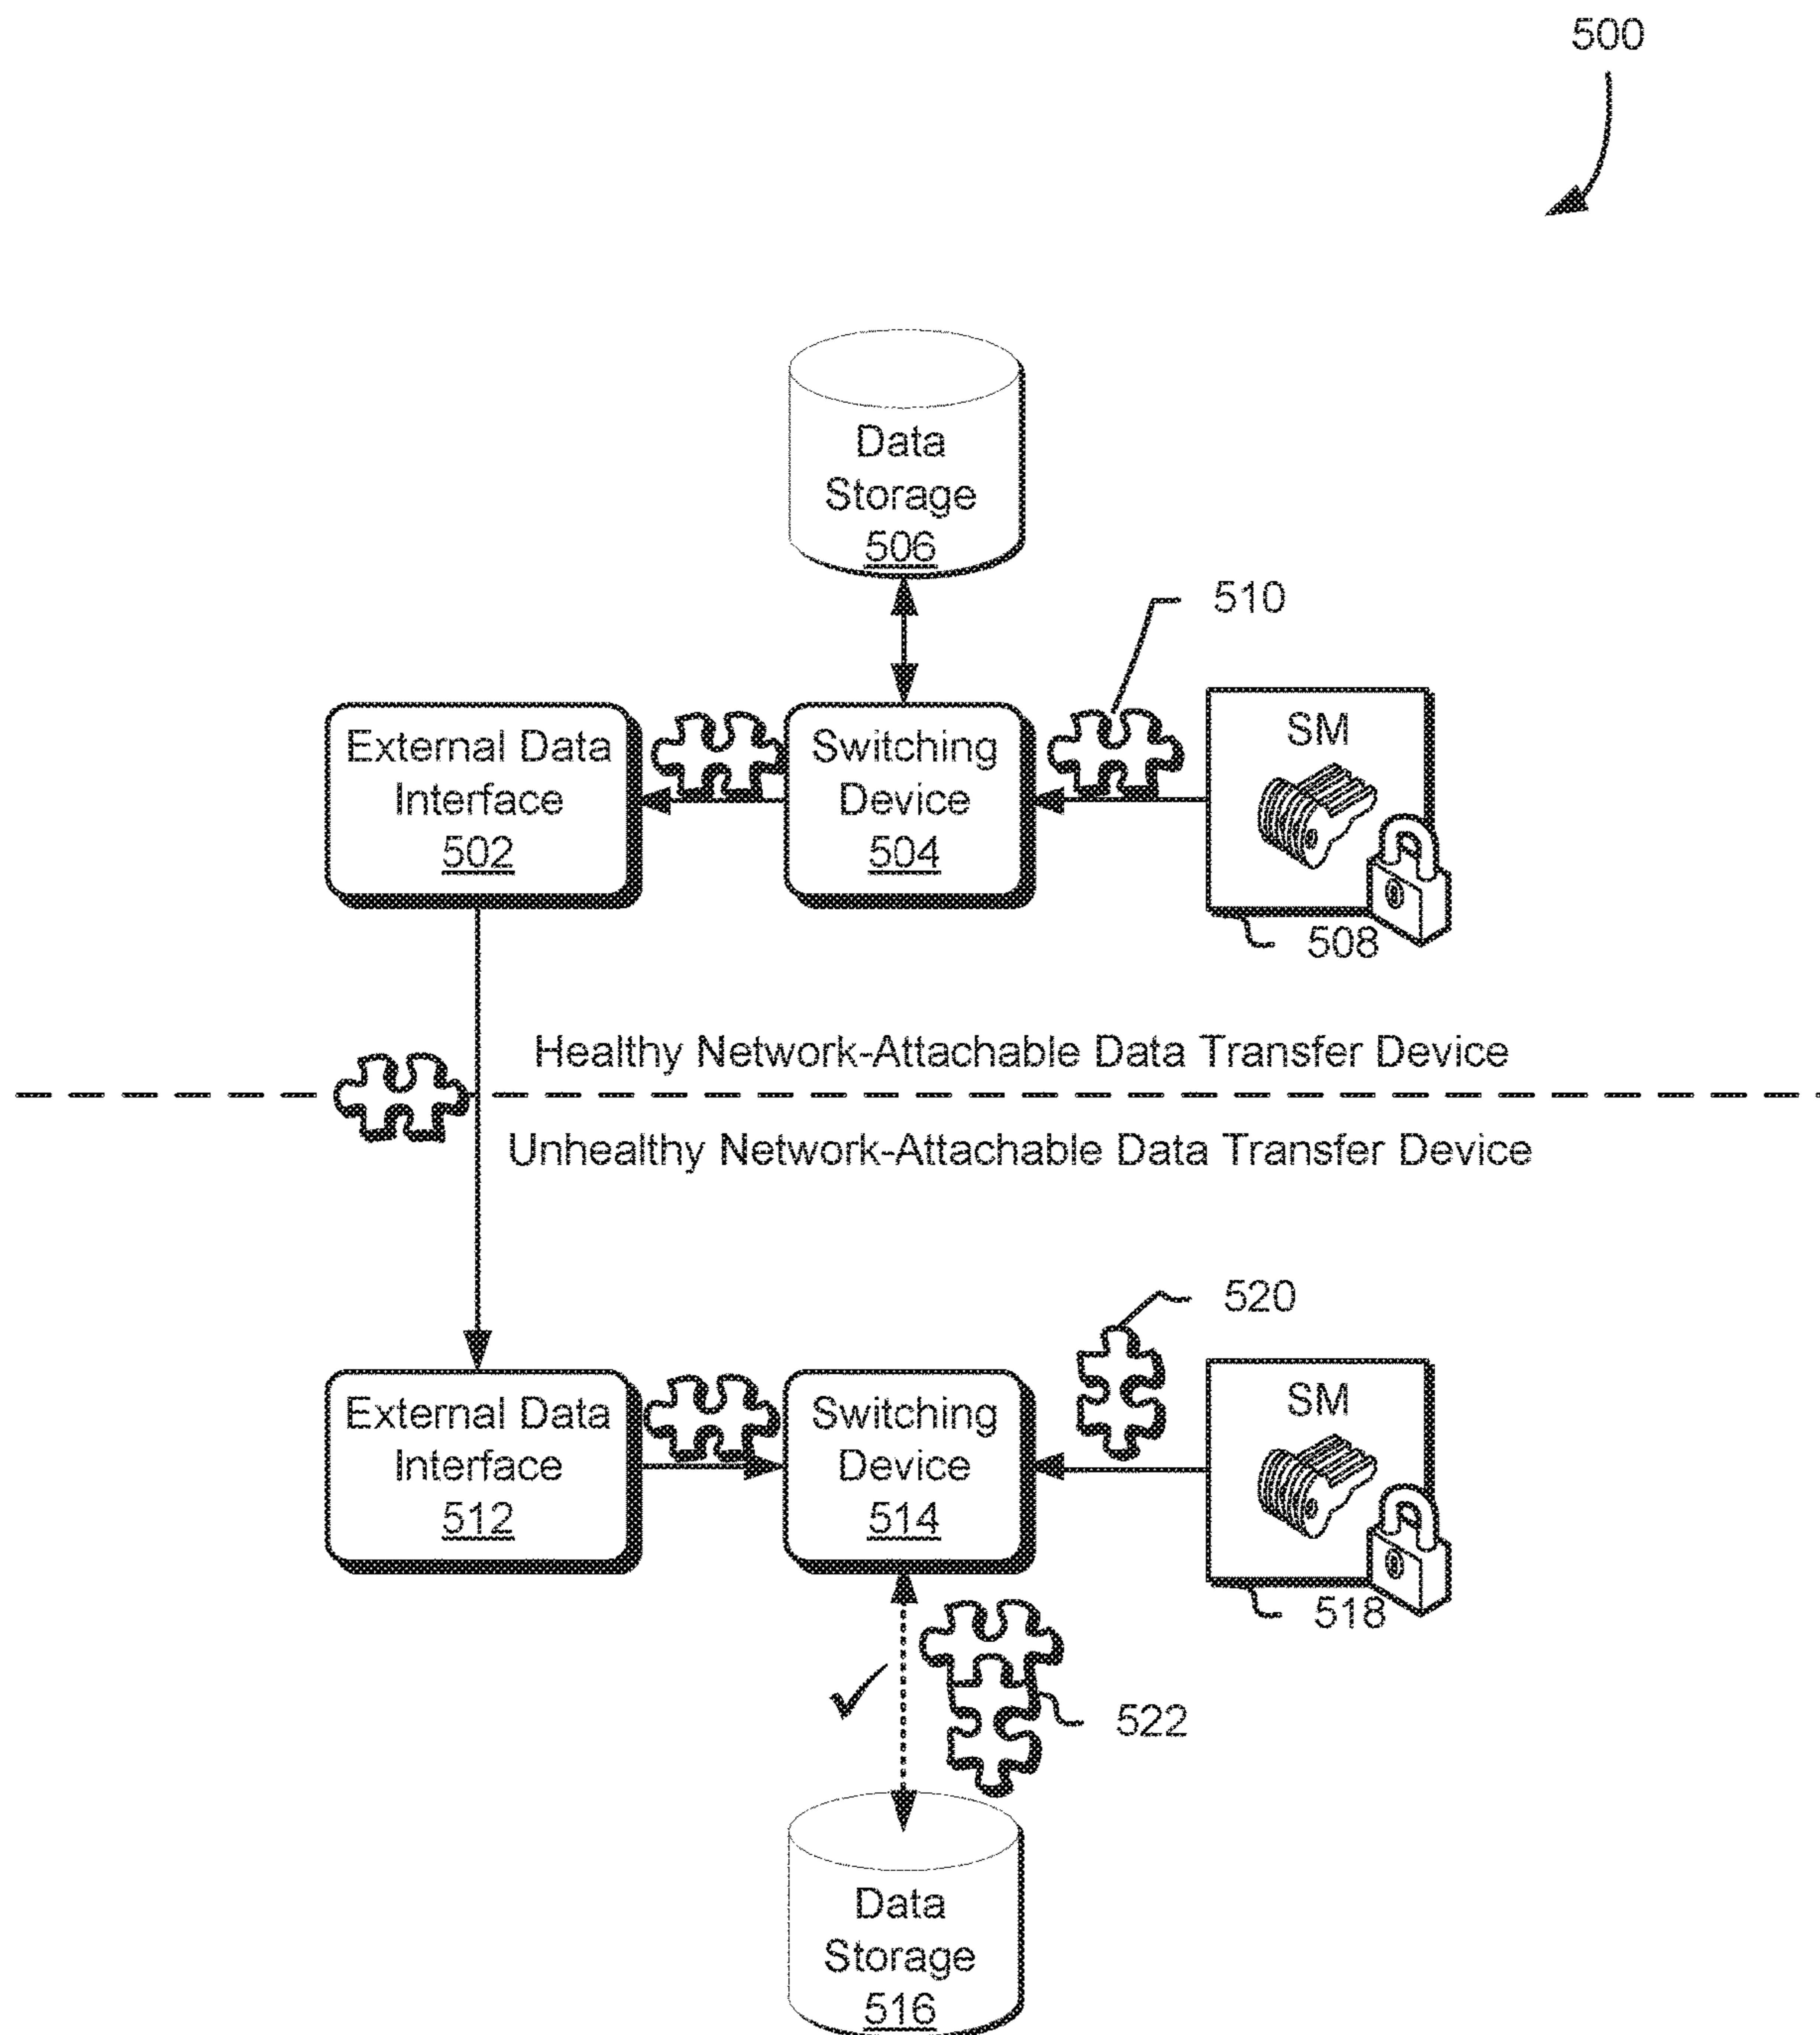 500
Data
Storage
506
510
External Data
Interface
502
Switching
Device
504
SM
508
Healthy Network-Attachable Data Transfer Device
Unhealthy Network-Attachable Data Transfer Device
520
External Data
Interface
512
Switching
Device
514
SM
518
522
Data
Storage
516